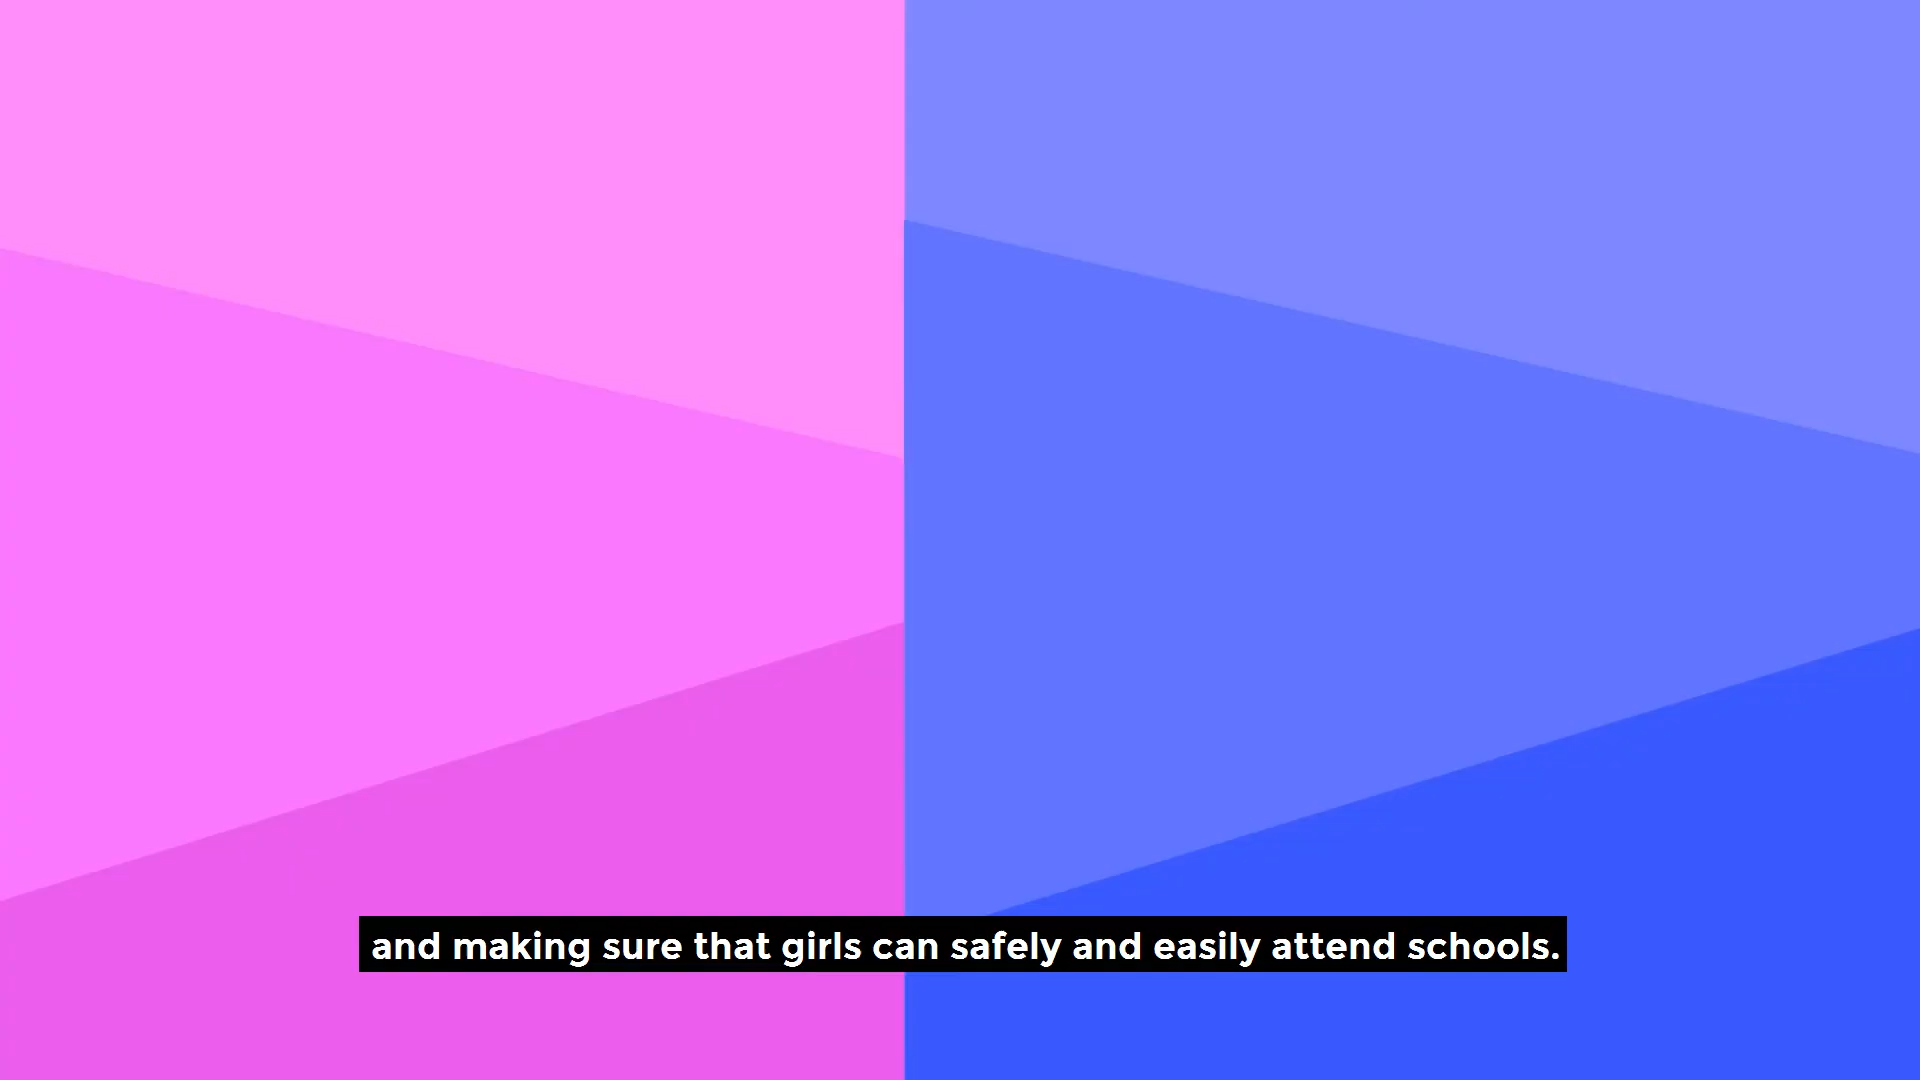 and making sure that girls can safely and easily attend schools.